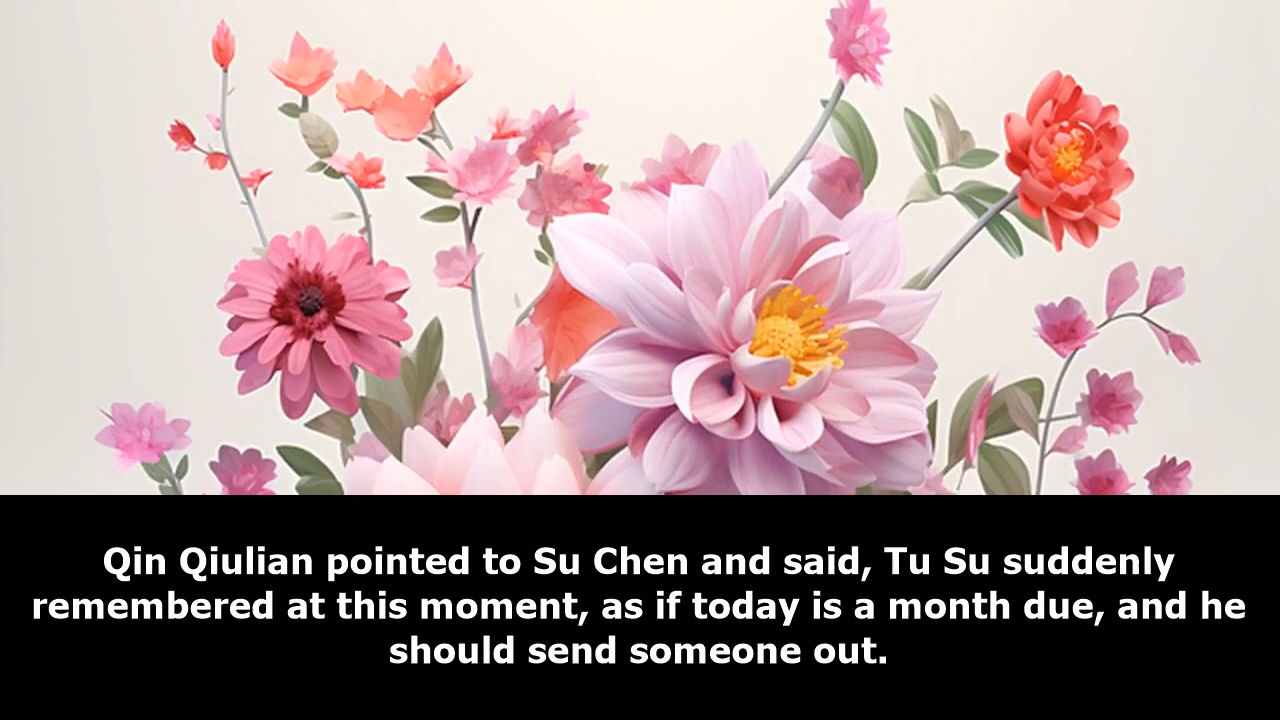 Qin Qiulian pointed to Su Chen and said, Tu Su suddenly
remembered at this moment, as if today is a month due, and he
should send someone out.